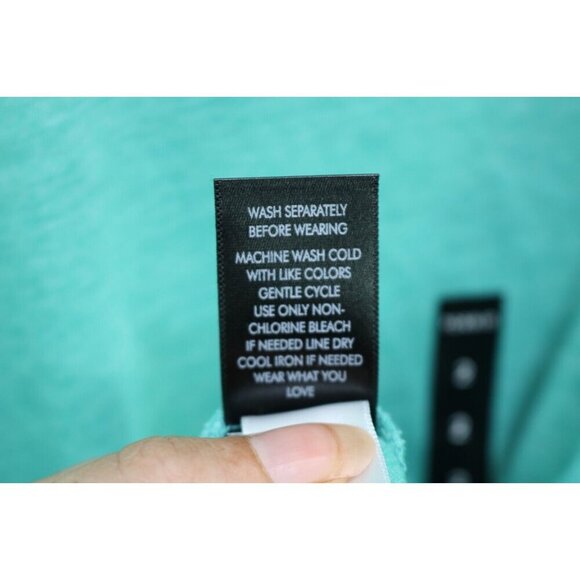 WASH SEPARATELY
BEFORE WEARING
MACHINE WASH COLD
WITH LIKE COLORS
GENTLE CYCLE
USE ONLY NON-
CHLORINE BLEACH
IF NEEDED LINE DRY
COOL IRON IF NEEDED
WEAR WHAT YOU
LOVE